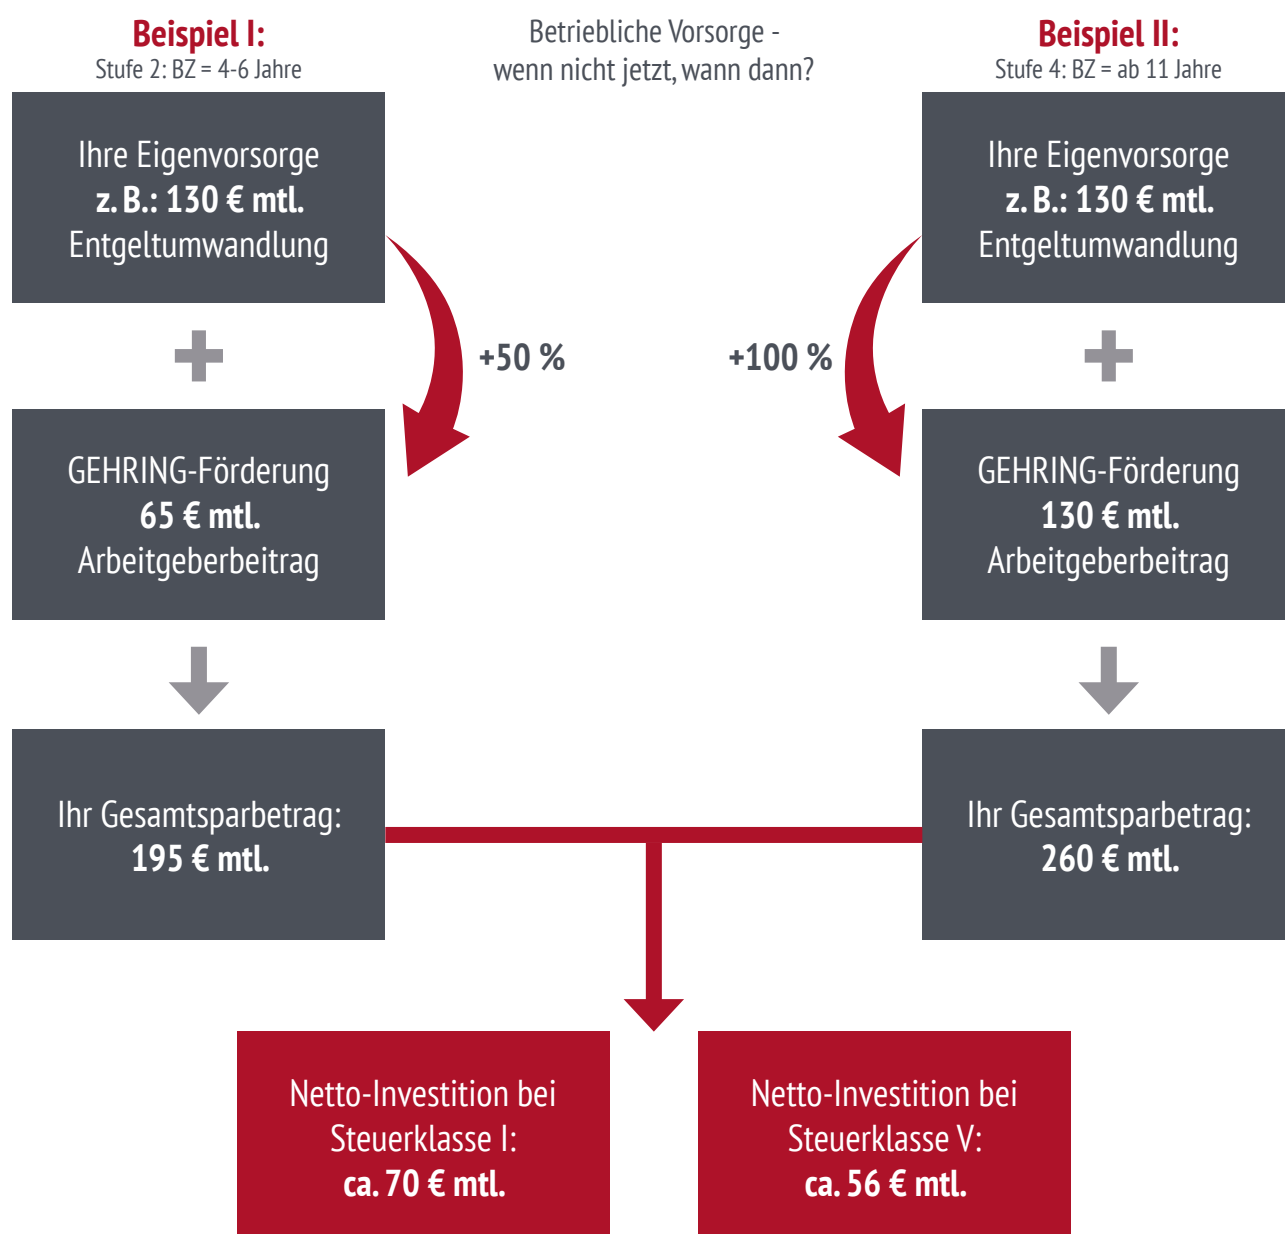 Beispiel I:
Stufe 2: BZ = 4-6 Jahre
Betriebliche Vorsorge -
wenn nicht jetzt, wann dann?
Beispiel II:
Stufe 4: BZ = ab 11 Jahre
Ihre Eigenvorsorge
z. B.: 130 € mtl.
Entgeltumwandlung
Ihre Eigenvorsorge
z. B.: 130 € mtl.
Entgeltumwandlung
+50 %
+100 %
GEHRING-Förderung
65 € mtl.
Arbeitgeberbeitrag
GEHRING-Förderung
130 € mtl.
Arbeitgeberbeitrag
Ihr Gesamtsparbetrag:
195 € mtl.
Ihr Gesamtsparbetrag:
260 € mtl.
Netto-Investition bei
Steuerklasse I:
ca. 70 € mtl.
Netto-Investition bei
Steuerklasse V:
ca. 56 € mtl.